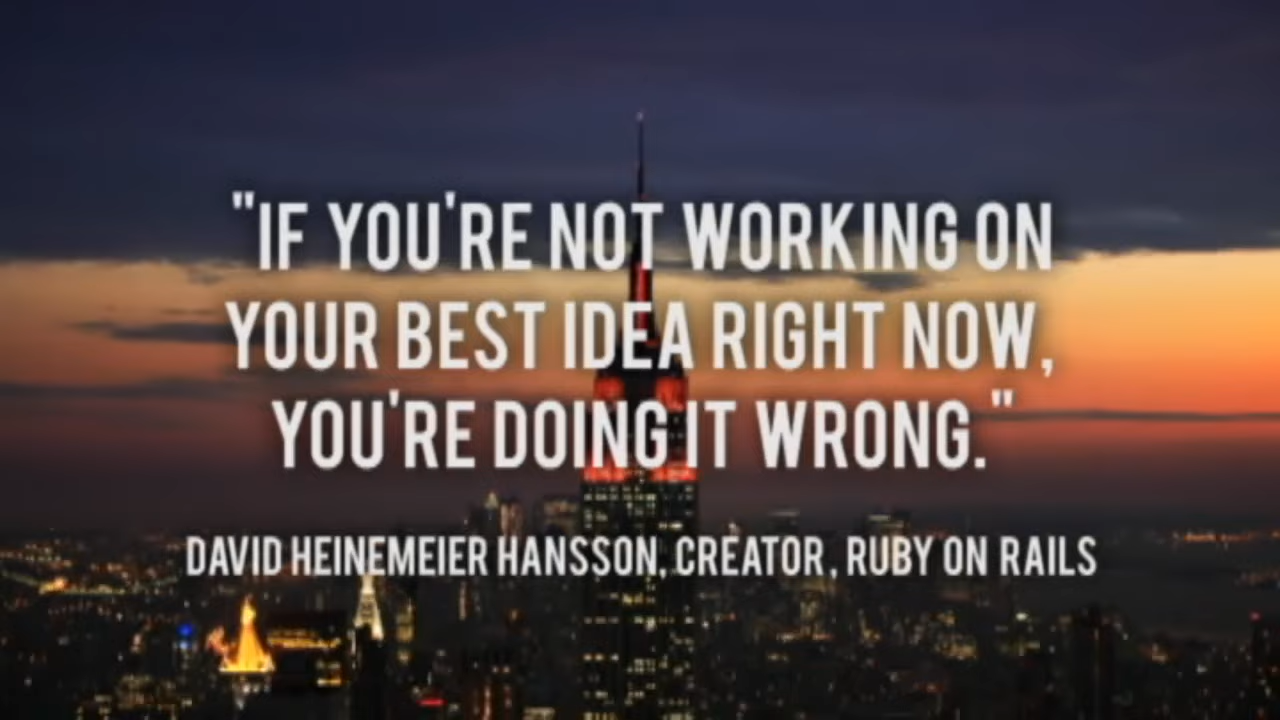 "IF YOU'RE NOT WORKING ON
YOUR BEST IDEA RIGHT NOW,
YOU'RE DOING IT WRONG."
DAVID HEINEMEIER HANSSON, CREATOR, RUBY ON RAILS